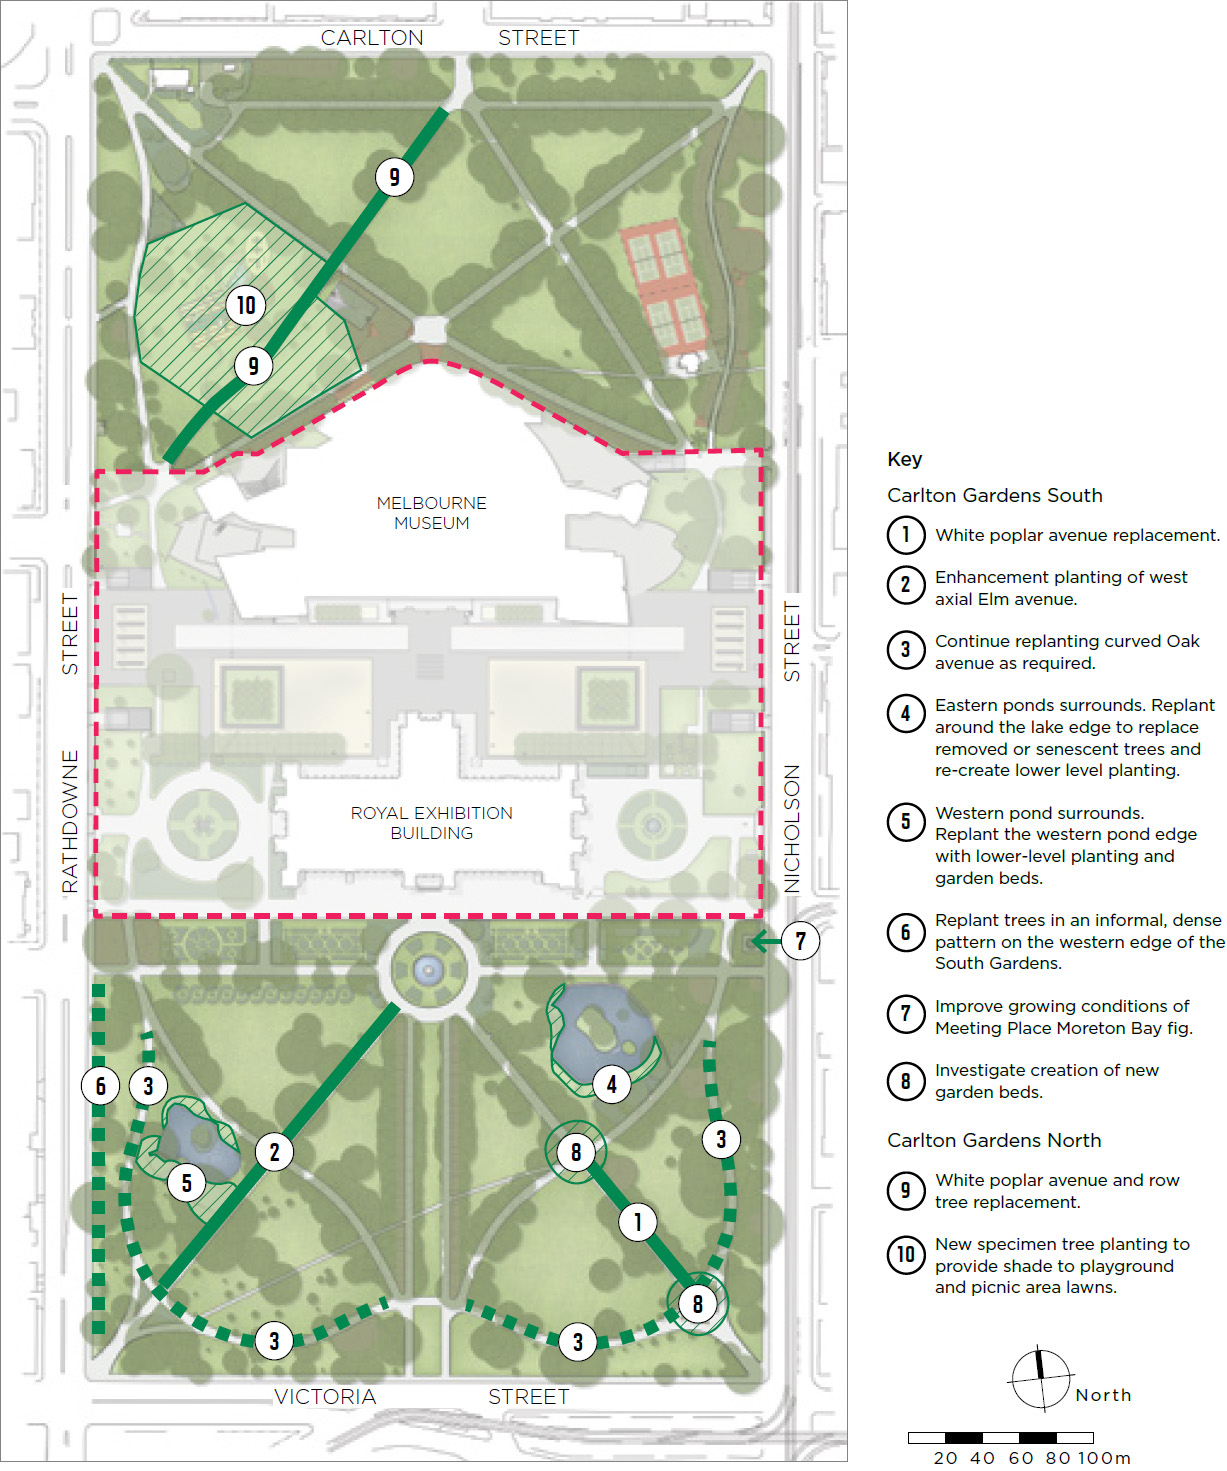 CARLTON STREET
9
10
9
MELBOURNE
MUSEUM
RATHDOWNE STREET
NICHOLSON STREET
ROYAL EXHIBITION
BUILDING
7
6
3
4
3
8
2
5
1
8
3
3
VICTORIA STREET
Key
Carlton Gardens South
1 White poplar avenue replacement.
2 Enhancement planting of west
axial Elm avenue.
3 Continue replanting curved Oak
avenue as required.
4 Eastern ponds surrounds. Replant
around the lake edge to replace
removed or senescent trees and
re-create lower level planting.
5 Western pond surrounds.
Replant the western pond edge
with lower-level planting and
garden beds.
6 Replant trees in an informal, dense
pattern on the western edge of the
South Gardens.
7 Improve growing conditions of
Meeting Place Moreton Bay fig.
8 Investigate creation of new
garden beds.
Carlton Gardens North
9 White poplar avenue and row
tree replacement.
10 New specimen tree planting to
provide shade to playground
and picnic area lawns.
North
20 40 60 80 100m